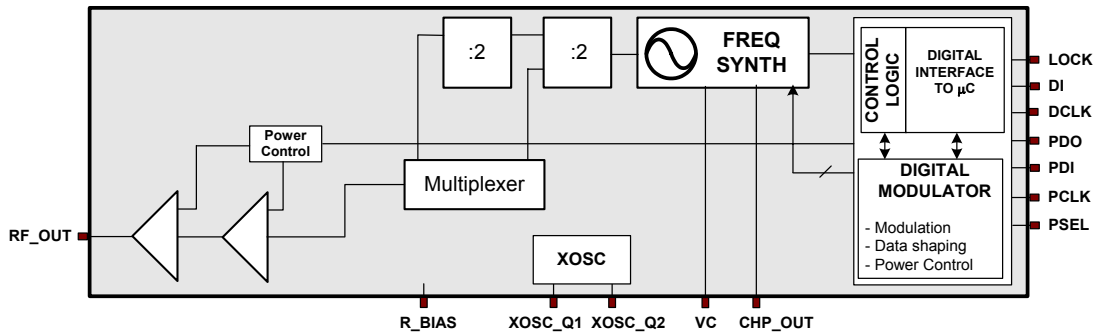 :2
:2
FREQ
SYNTH
CONTROL
LOGIC
DIGITAL
INTERFACE
TO µC
LOCK
DI
DCLK
PDO
PDI
PCLK
PSEL
Power
Control
Multiplexer
DIGITAL
MODULATOR
- Modulation
- Data shaping
- Power Control
RF_OUT
XOSC
R_BIAS
XOSC_Q1
XOSC_Q2
VC
CHP_OUT